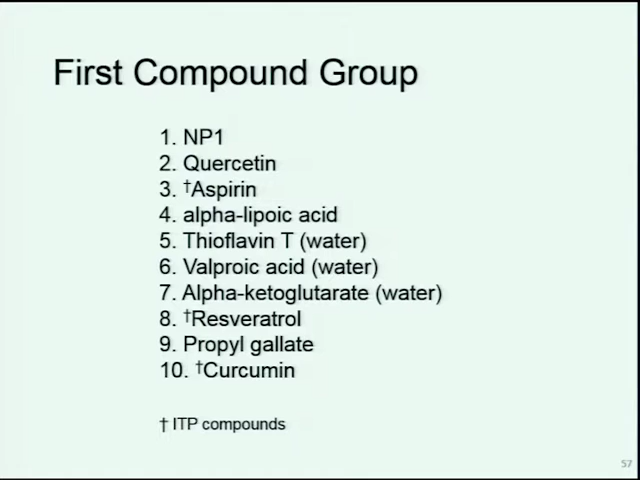 First Compound Group
1. NP1
2. Quercetin
3. †Aspirin
4. alpha-lipoic acid
5. Thioflavin T (water)
6. Valproic acid (water)
7. Alpha-ketoglutarate (water)
8. †Resveratrol
9. Propyl gallate
10. †Curcumin
† ITP compounds
57